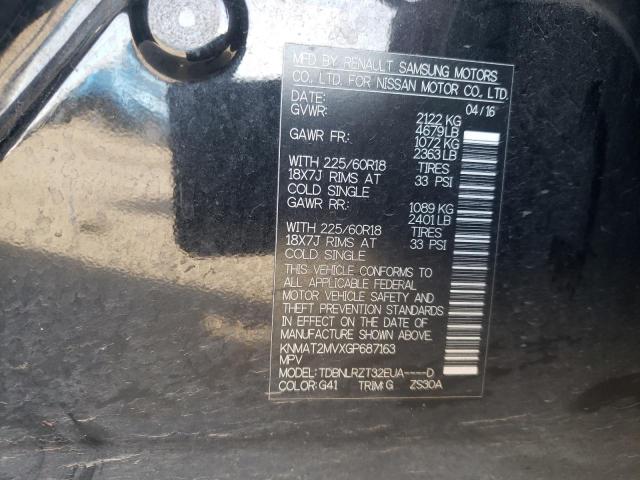 MFD BY RENAULT SAMSUNG MOTORS
CO., LTD. FOR NISSAN MOTOR CO., LTD.
DATE: 04/16
GVWR: 2122 KG
4679 LB
GAWR FR: 1072 KG
2363 LB
WITH 225/60R18 TIRES
18X7J RIMS AT 33 PSI
COLD SINGLE
GAWR RR: 1089 KG
2401 LB
WITH 225/60R18 TIRES
18X7J RIMS AT 33 PSI
COLD SINGLE
THIS VEHICLE CONFORMS TO
ALL APPLICABLE FEDERAL
MOTOR VEHICLE SAFETY AND
THEFT PREVENTION STANDARDS
IN EFFECT ON THE DATE OF
MANUFACTURE SHOWN ABOVE.
KNMAT2MVXGP687163
MPV
MODEL: TDBNLRZT32EUA----D
COLOR: G41 TRIM: G ZS30A